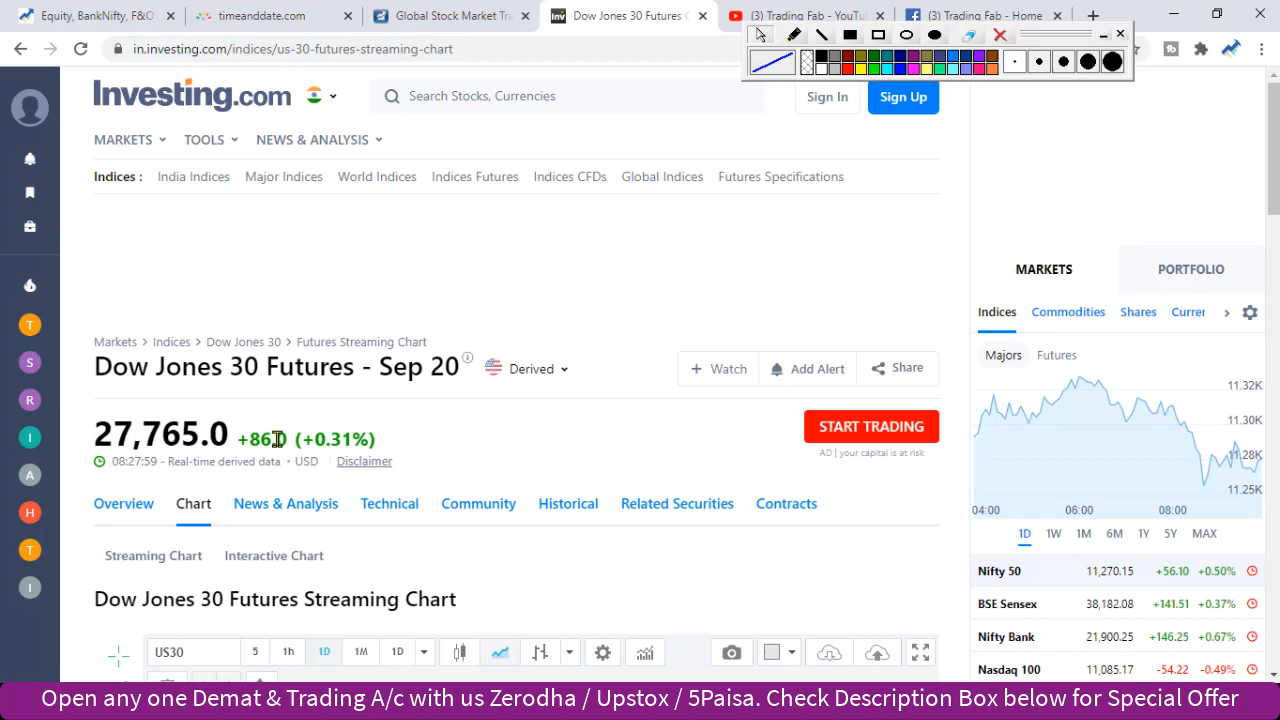 Equity, BankNifty, F&O
timeanddate.com
Global Stock Market Tra
Dow Jones 30 Futures C
(3) Trading Fab - YouTu
(3) Trading Fab - Home
in.investing.com/indices/us-30-futures-streaming-chart
Investing.com
Search Stocks, Currencies
Sign In
Sign Up
MARKETS
TOOLS
NEWS & ANALYSIS
Indices :
India Indices
Major Indices
World Indices
Indices Futures
Indices CFDs
Global Indices
Futures Specifications
Markets > Indices > Dow Jones 30 > Futures Streaming Chart
Dow Jones 30 Futures - Sep 20
Derived
+ Watch
Add Alert
Share
27,765.0 +86.0 (+0.31%)
START TRADING
AD | your capital is at risk
08:27:59 - Real-time derived data • USD
Disclaimer
Overview
Chart
News & Analysis
Technical
Community
Historical
Related Securities
Contracts
Streaming Chart
Interactive Chart
Dow Jones 30 Futures Streaming Chart
US30
5
1h
1D
1M
1D
MARKETS
PORTFOLIO
Indices
Commodities
Shares
Curre
Majors
Futures
11.32K
11.30K
11.28K
11.25K
04:00
06:00
08:00
1D
1W
1M
6M
1Y
5Y
MAX
Nifty 50 11,270.15 +56.10 +0.50%
BSE Sensex 38,182.08 +141.51 +0.37%
Nifty Bank 21,900.25 +146.25 +0.67%
Nasdaq 100 11,085.17 -54.22 -0.49%
T
S
R
I
A
H
T
I
Open any one Demat & Trading A/c with us Zerodha / Upstox / 5Paisa. Check Description Box below for Special Offer